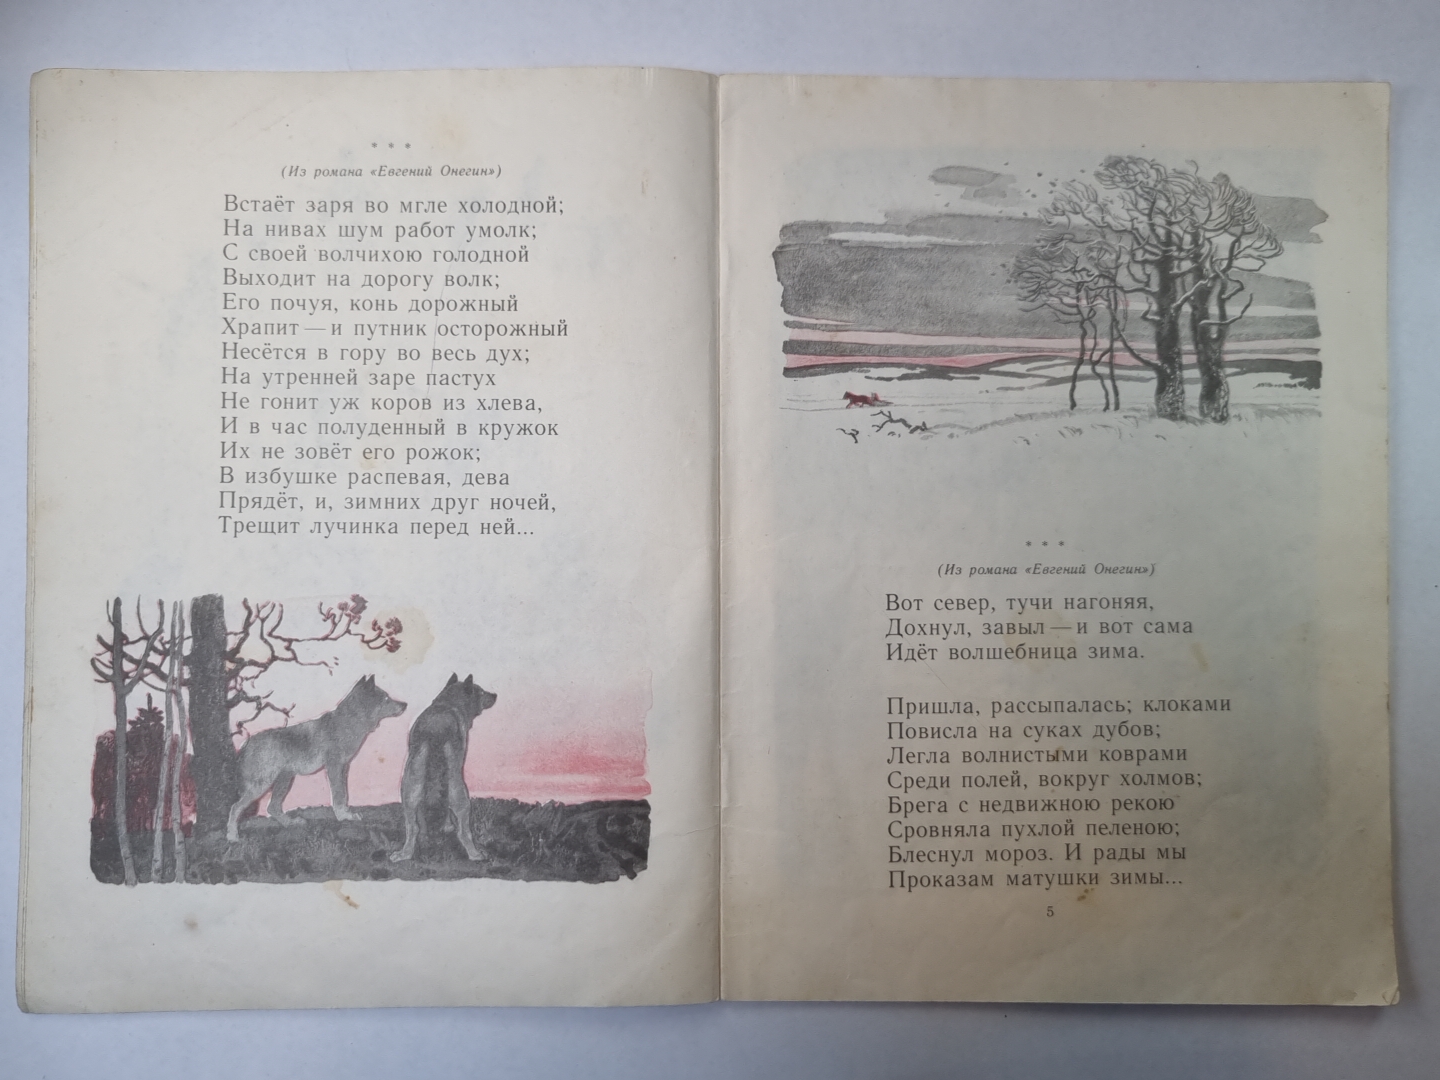 * * *
(Из романа «Евгений Онегин»)
Встаёт заря во мгле холодной;
На нивах шум работ умолк;
С своей волчихою голодной
Выходит на дорогу волк;
Его почуя, конь дорожный
Храпит — и путник осторожный
Несётся в гору во весь дух;
На утренней заре пастух
Не гонит уж коров из хлева,
И в час полуденный в кружок
Их не зовёт его рожок;
В избушке распевая, дева
Прядёт, и, зимних друг ночей,
Трещит лучинка перед ней...
* * *
(Из романа «Евгений Онегин»)
Вот север, тучи нагоняя,
Дохнул, завыл — и вот сама
Идёт волшебница зима.
Пришла, рассыпалась; клоками
Повисла на суках дубов;
Легла волнистыми коврами
Среди полей, вокруг холмов;
Брега с недвижною рекою
Сровняла пухлой пеленою;
Блеснул мороз. И рады мы
Проказам матушки зимы...
5